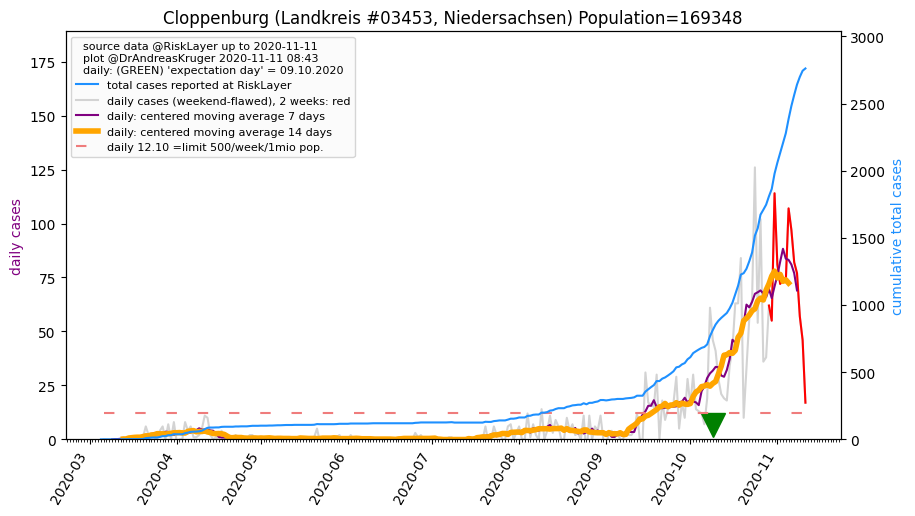 Cloppenburg (Landkreis #03453, Niedersachsen) Population=169348
source data @RiskLayer up to 2020-11-11
plot @DrAndreasKruger 2020-11-11 08:43
daily: (GREEN) 'expectation day' = 09.10.2020
total cases reported at RiskLayer
daily cases (weekend-flawed), 2 weeks: red
daily: centered moving average 7 days
daily: centered moving average 14 days
daily 12.10 =limit 500/week/1mio pop.
daily cases
175
150
125
100
75
50
25
0
3000
2500
2000
1500
1000
500
0
cumulative total cases
2020-03
2020-04
2020-05
2020-06
2020-07
2020-08
2020-09
2020-10
2020-11